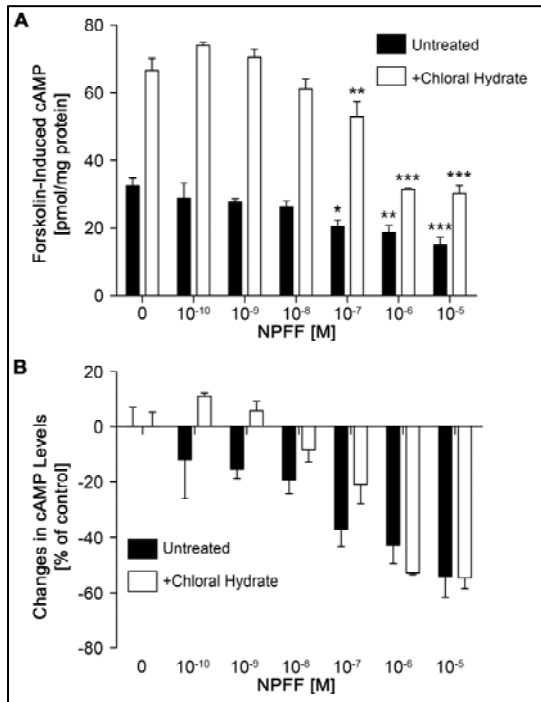 A
Forskolin-Induced cAMP
[pmol/mg protein]
80
60
40
20
0
Untreated
+Chloral Hydrate
*
**
**
***
***
***
0
10⁻¹⁰
10⁻⁹
10⁻⁸
10⁻⁷
10⁻⁶
10⁻⁵
NPFF [M]
B
Changes in cAMP Levels
[% of control]
20
0
-20
-40
-60
-80
Untreated
+Chloral Hydrate
0
10⁻¹⁰
10⁻⁹
10⁻⁸
10⁻⁷
10⁻⁶
10⁻⁵
NPFF [M]